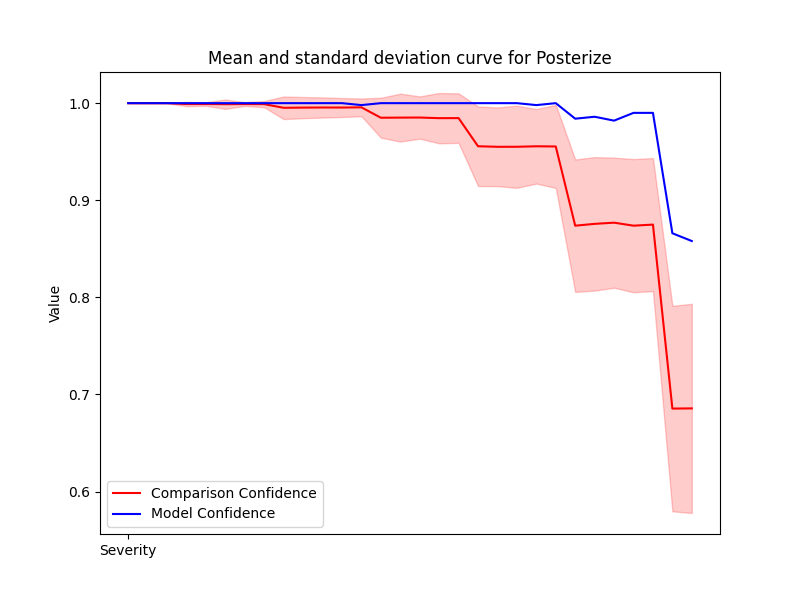 Mean and standard deviation curve for Posterize
1.0
0.9
0.8
0.7
0.6
Value
Comparison Confidence
Model Confidence
Severity